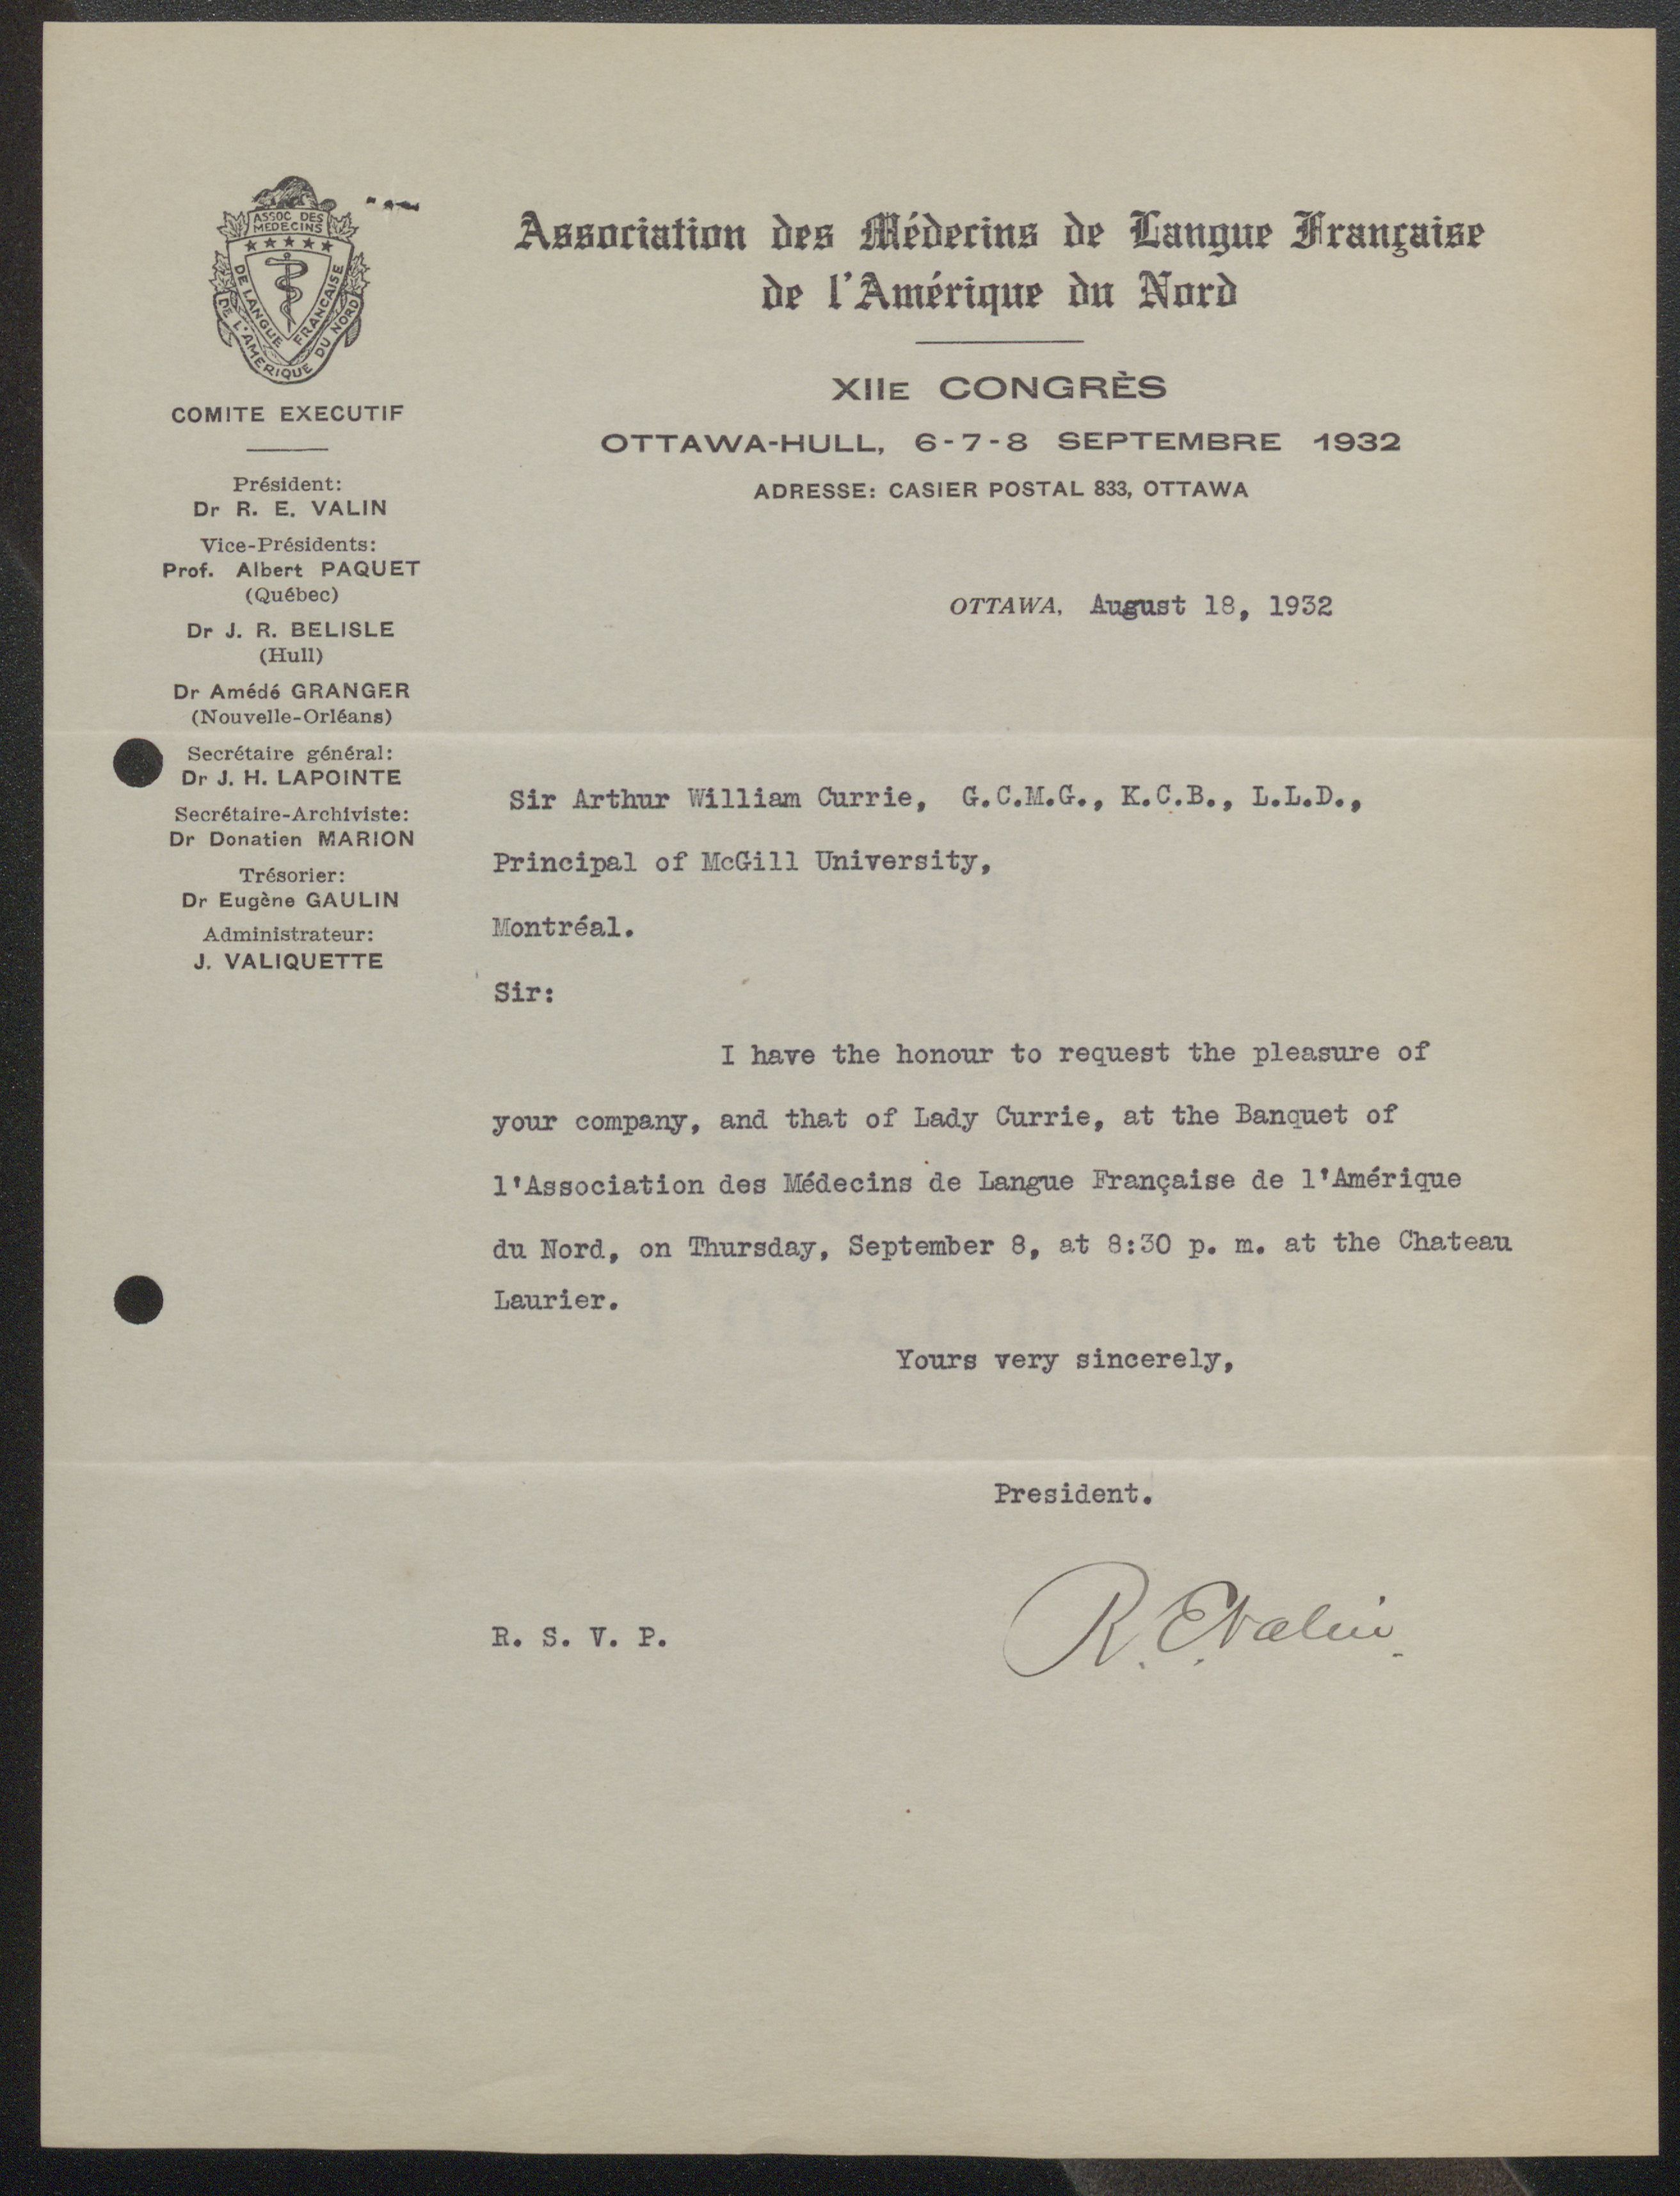 ASSOC. DES
MEDECINS
DE LANGUE FRANCAISE
DE L'AMERIQUE DU NORD
Association des Médecins de Langue Française
de l'Amérique du Nord
XIIE CONGRÈS
OTTAWA-HULL, 6-7-8 SEPTEMBRE 1932
ADRESSE: CASIER POSTAL 833, OTTAWA
COMITE EXECUTIF
Président:
Dr R. E. VALIN
Vice-Présidents:
Prof. Albert PAQUET
(Québec)
Dr J. R. BELISLE
(Hull)
Dr Amédé GRANGER
(Nouvelle-Orléans)
Secrétaire général:
Dr J. H. LAPOINTE
Secrétaire-Archiviste:
Dr Donatien MARION
Trésorier:
Dr Eugène GAULIN
Administrateur:
J. VALIQUETTE
OTTAWA, August 18, 1932
Sir Arthur William Currie, G.C.M.G., K.C.B., L.L.D.,
Principal of McGill University,
Montréal.
Sir:
I have the honour to request the pleasure of
your company, and that of Lady Currie, at the Banquet of
l'Association des Médecins de Langue Française de l'Amérique
du Nord, on Thursday, September 8, at 8:30 p. m. at the Chateau
Laurier.
Yours very sincerely,
President.
R. E. Valin.
R. S. V. P.